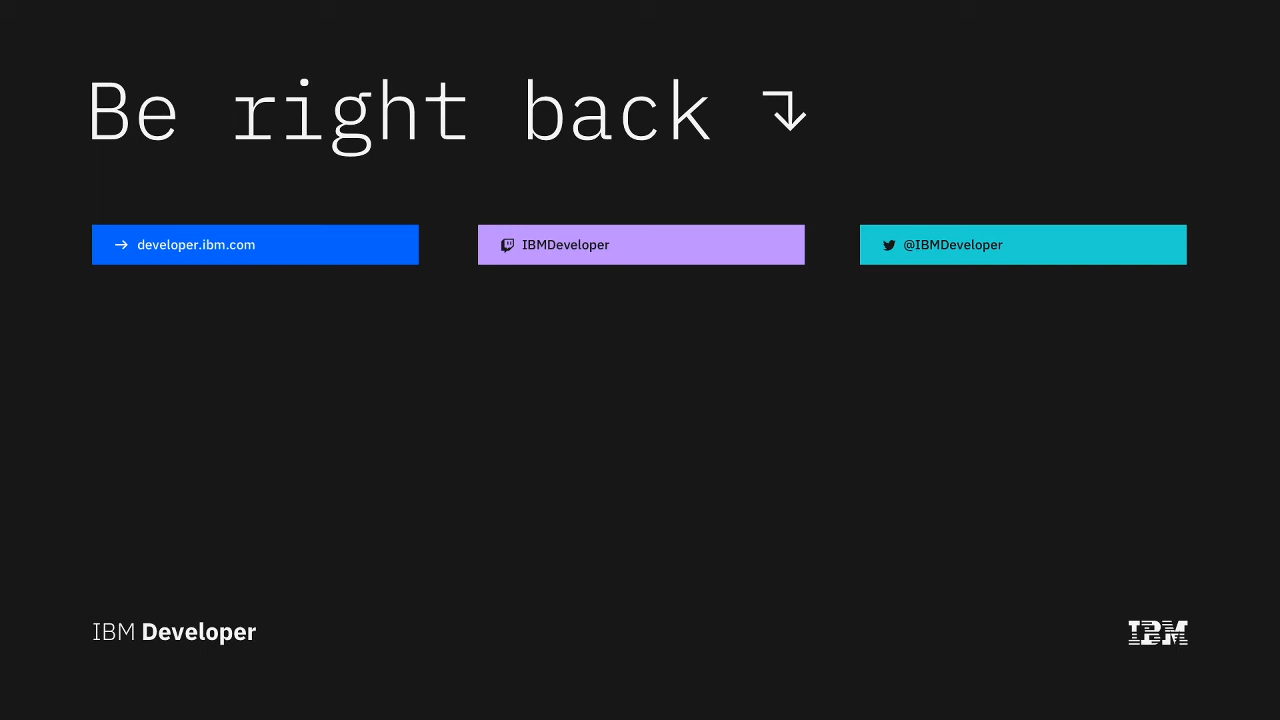 Be right back ↴
→ developer.ibm.com
IBMDeveloper
@IBMDeveloper
IBM Developer
IBM